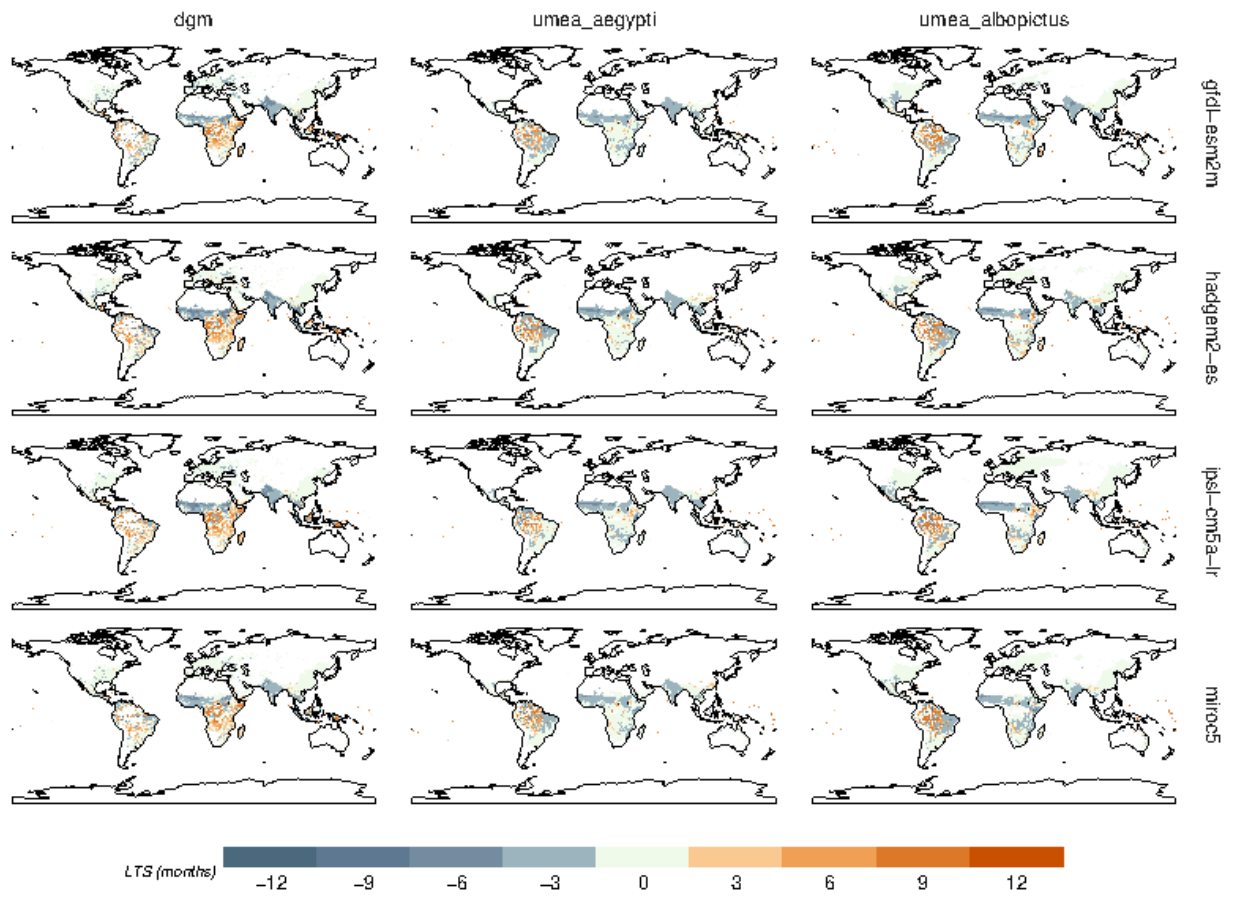 dgm umea_aegypti umea_albopictus
gfdl-esm2m
hadgem2-es
ipsl-cm5a-lr
miroc5
LTS (months)
−12 −9 −6 −3 0 3 6 9 12